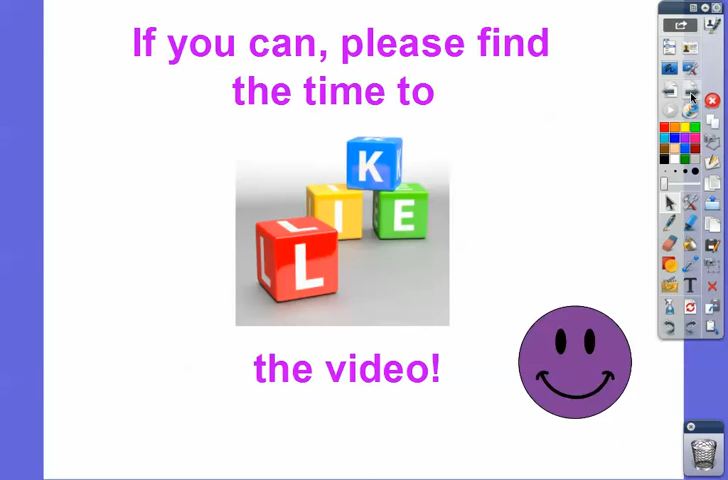 If you can, please find
the time to
K
L I E
L L
the video!
T